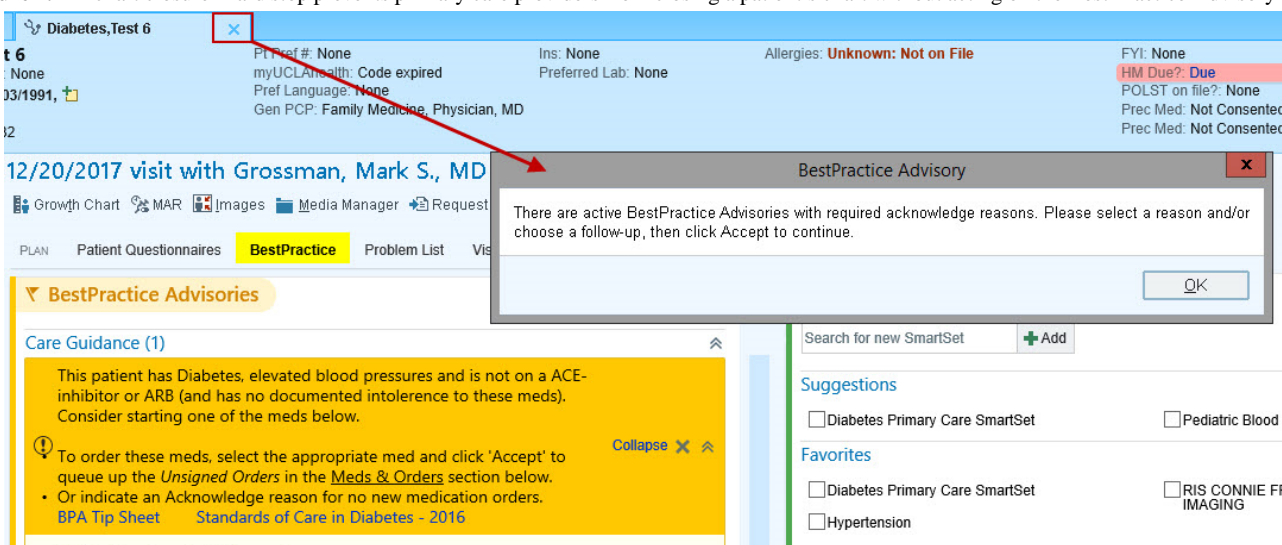 Diabetes,Test 6
t 6
: None
03/1991,
32
Pt Pref #: None
myUCLAhealth: Code expired
Pref Language: None
Gen PCP: Family Medicine, Physician, MD
Ins: None
Preferred Lab: None
Allergies: Unknown: Not on File
FYI: None
HM Due?: Due
POLST on file?: None
Prec Med: Not Consented
Prec Med: Not Consented
12/20/2017 visit with Grossman, Mark S., MD
Growth Chart MAR Images Media Manager Request
PLAN Patient Questionnaires BestPractice Problem List Vis
BestPractice Advisory
x
There are active BestPractice Advisories with required acknowledge reasons. Please select a reason and/or
choose a follow-up, then click Accept to continue.
OK
BestPractice Advisories
Care Guidance (1)
This patient has Diabetes, elevated blood pressures and is not on a ACE-
inhibitor or ARB (and has no documented intolerence to these meds).
Consider starting one of the meds below.
Collapse
To order these meds, select the appropriate med and click 'Accept' to
queue up the Unsigned Orders in the Meds & Orders section below.
• Or indicate an Acknowledge reason for no new medication orders.
BPA Tip Sheet Standards of Care in Diabetes - 2016
Search for new SmartSet Add
Suggestions
Diabetes Primary Care SmartSet Pediatric Blood
Favorites
Diabetes Primary Care SmartSet RIS CONNIE F
IMAGING
Hypertension